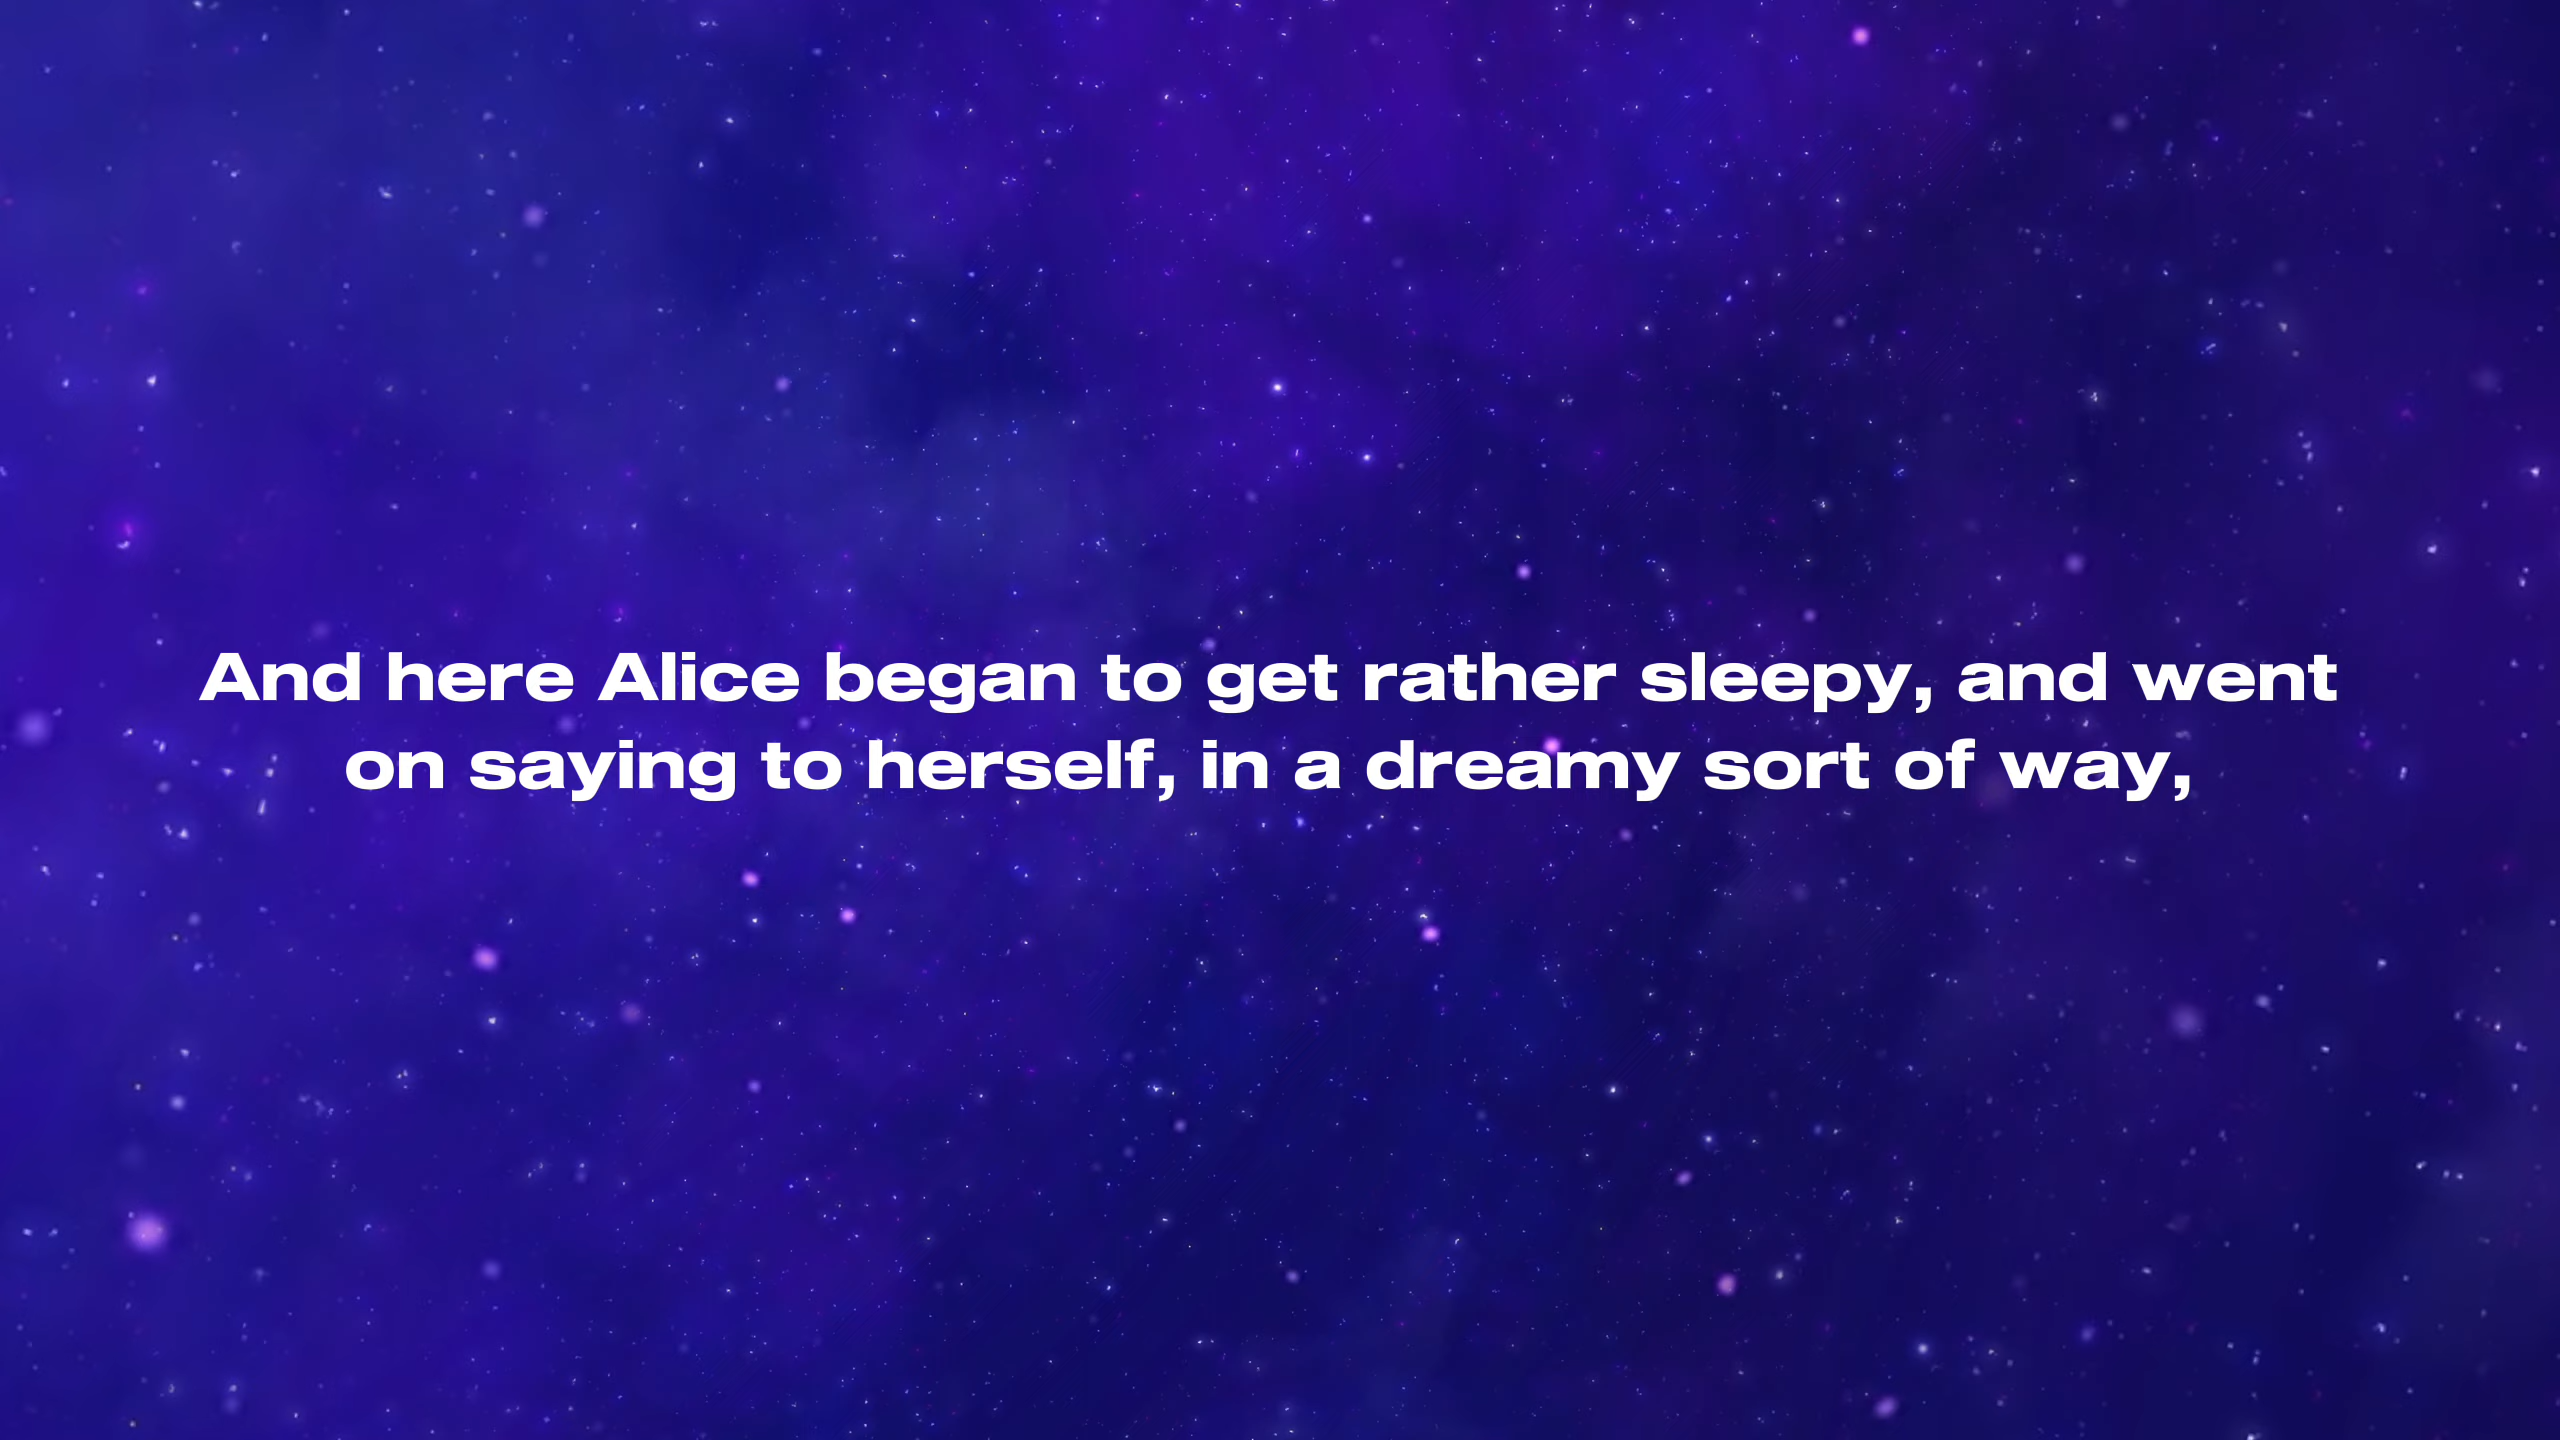 And here Alice began to get rather sleepy, and went
on saying to herself, in a dreamy sort of way,